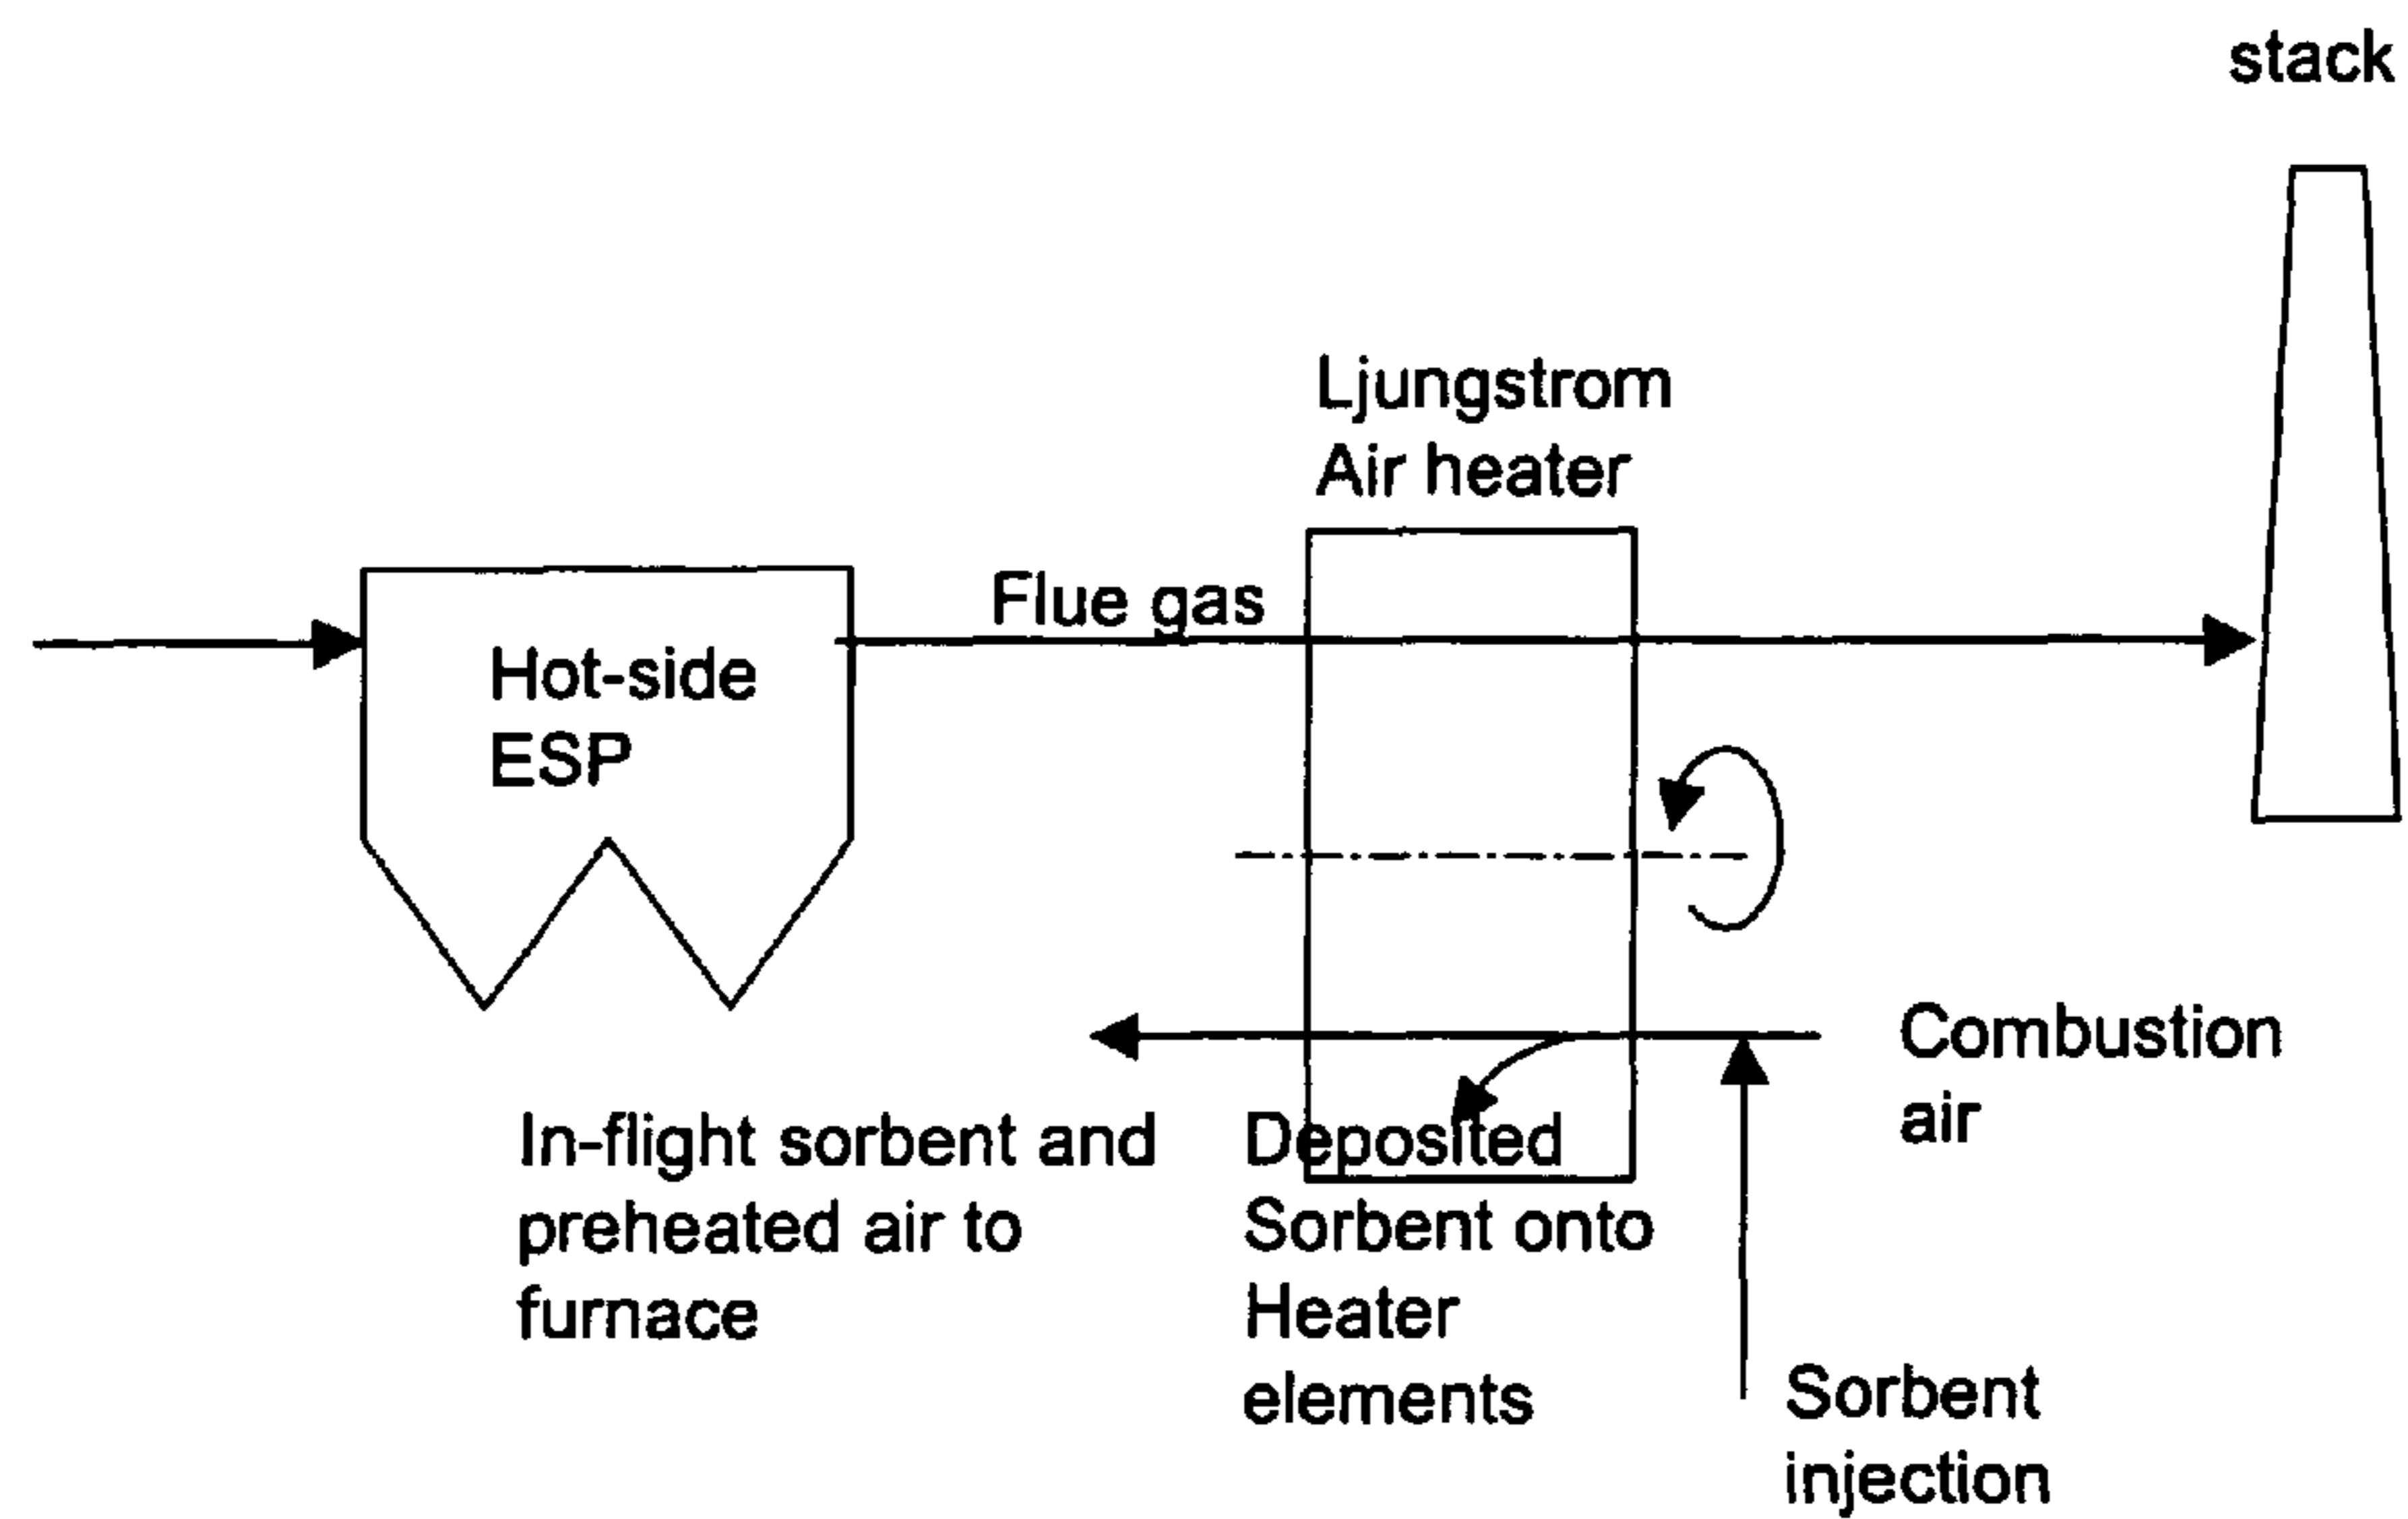 stack
Ljungstrom
Air heater
Flue gas
Hot-side
ESP
Combustion
air
In-flight sorbent and
preheated air to
furnace
Deposited
Sorbent onto
Heater
elements
Sorbent
injection